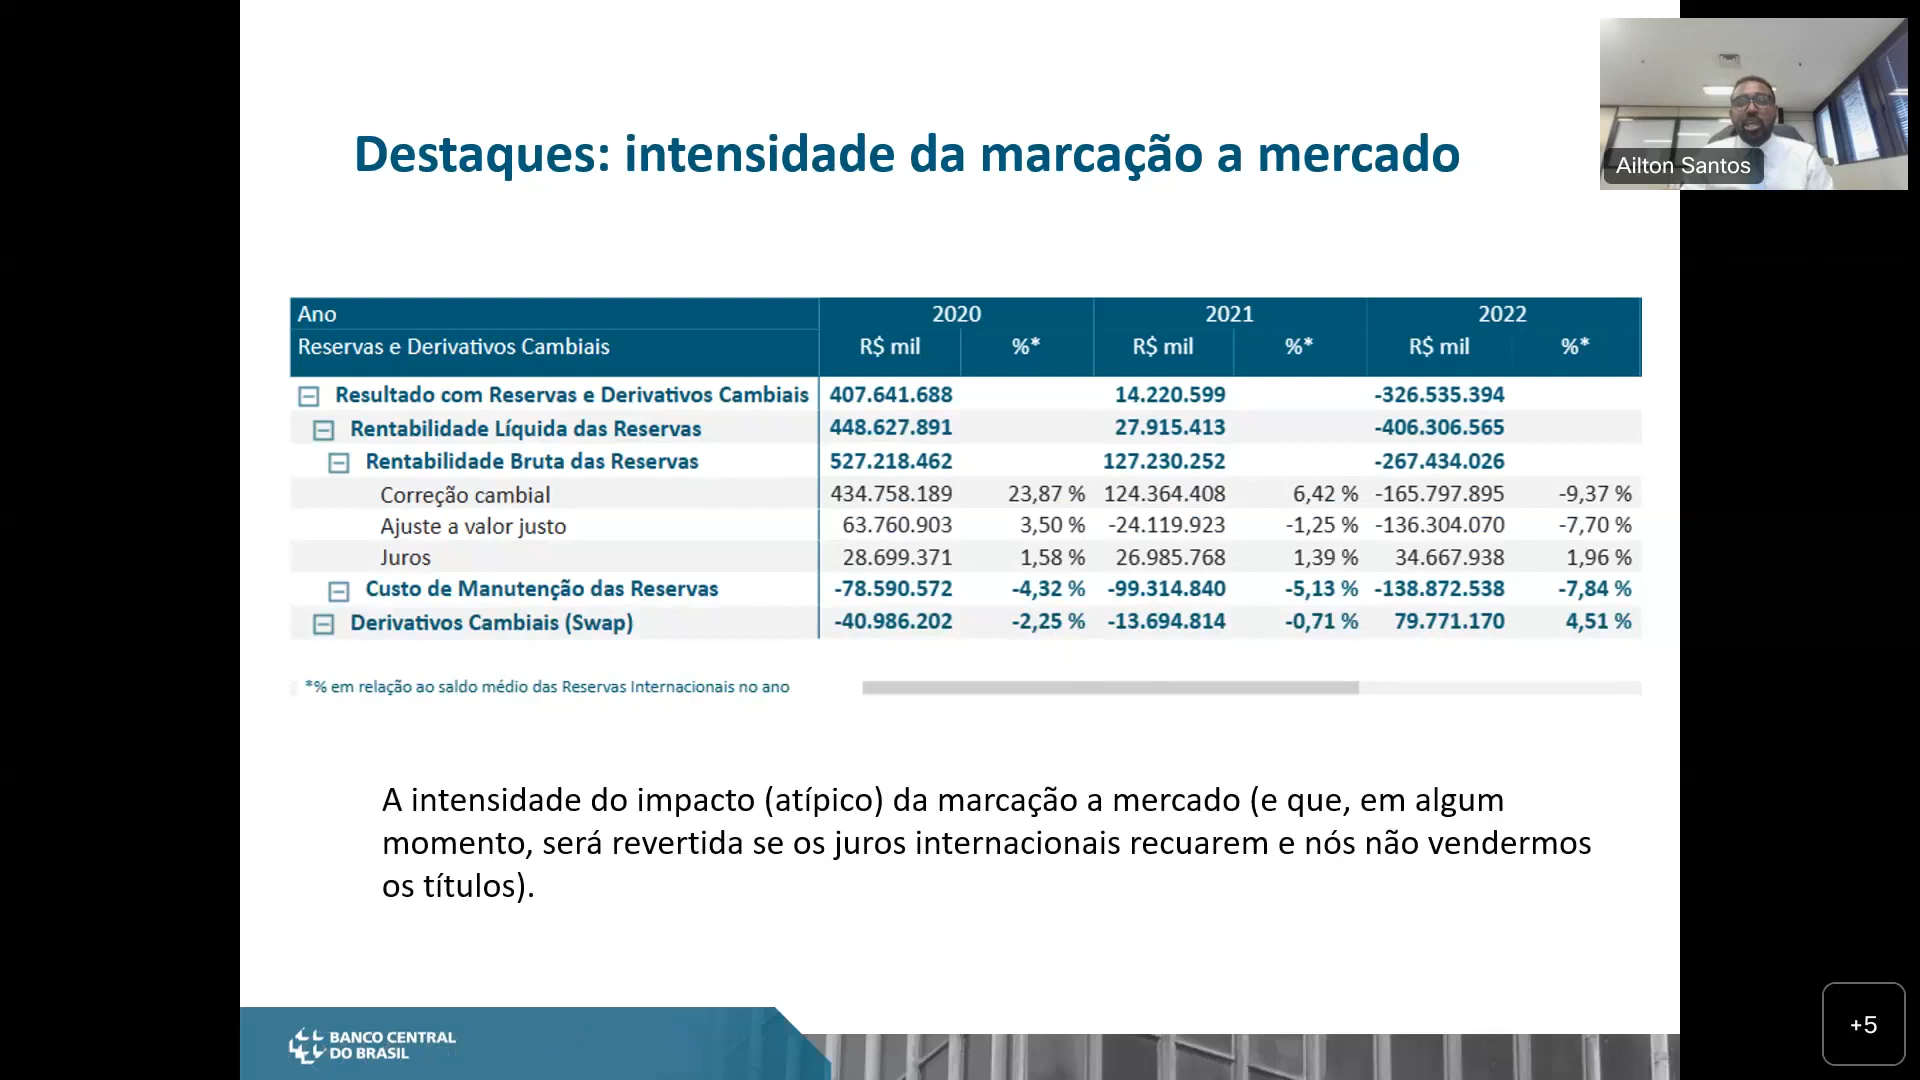 Destaques: intensidade da marcação a mercado
Ailton Santos
Ano 2020 2021 2022
Reservas e Derivativos Cambiais R$ mil %* R$ mil %* R$ mil %*
Resultado com Reservas e Derivativos Cambiais 407.641.688 14.220.599 -326.535.394
Rentabilidade Líquida das Reservas 448.627.891 27.915.413 -406.306.565
Rentabilidade Bruta das Reservas 527.218.462 127.230.252 -267.434.026
Correção cambial 434.758.189 23,87 % 124.364.408 6,42 % -165.797.895 -9,37 %
Ajuste a valor justo 63.760.903 3,50 % -24.119.923 -1,25 % -136.304.070 -7,70 %
Juros 28.699.371 1,58 % 26.985.768 1,39 % 34.667.938 1,96 %
Custo de Manutenção das Reservas -78.590.572 -4,32 % -99.314.840 -5,13 % -138.872.538 -7,84 %
Derivativos Cambiais (Swap) -40.986.202 -2,25 % -13.694.814 -0,71 % 79.771.170 4,51 %
*% em relação ao saldo médio das Reservas Internacionais no ano
A intensidade do impacto (atípico) da marcação a mercado (e que, em algum
momento, será revertida se os juros internacionais recuarem e nós não vendermos
os títulos).
BANCO CENTRAL
DO BRASIL
+5